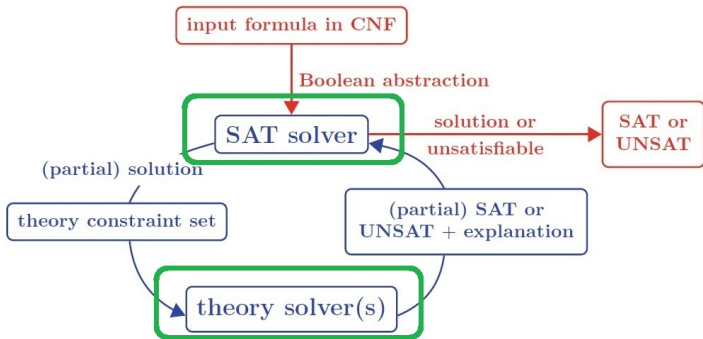 input formula in CNF
Boolean abstraction
SAT solver
solution or
unsatisfiable
SAT or
UNSAT
(partial) solution
theory constraint set
(partial) SAT or
UNSAT + explanation
theory solver(s)